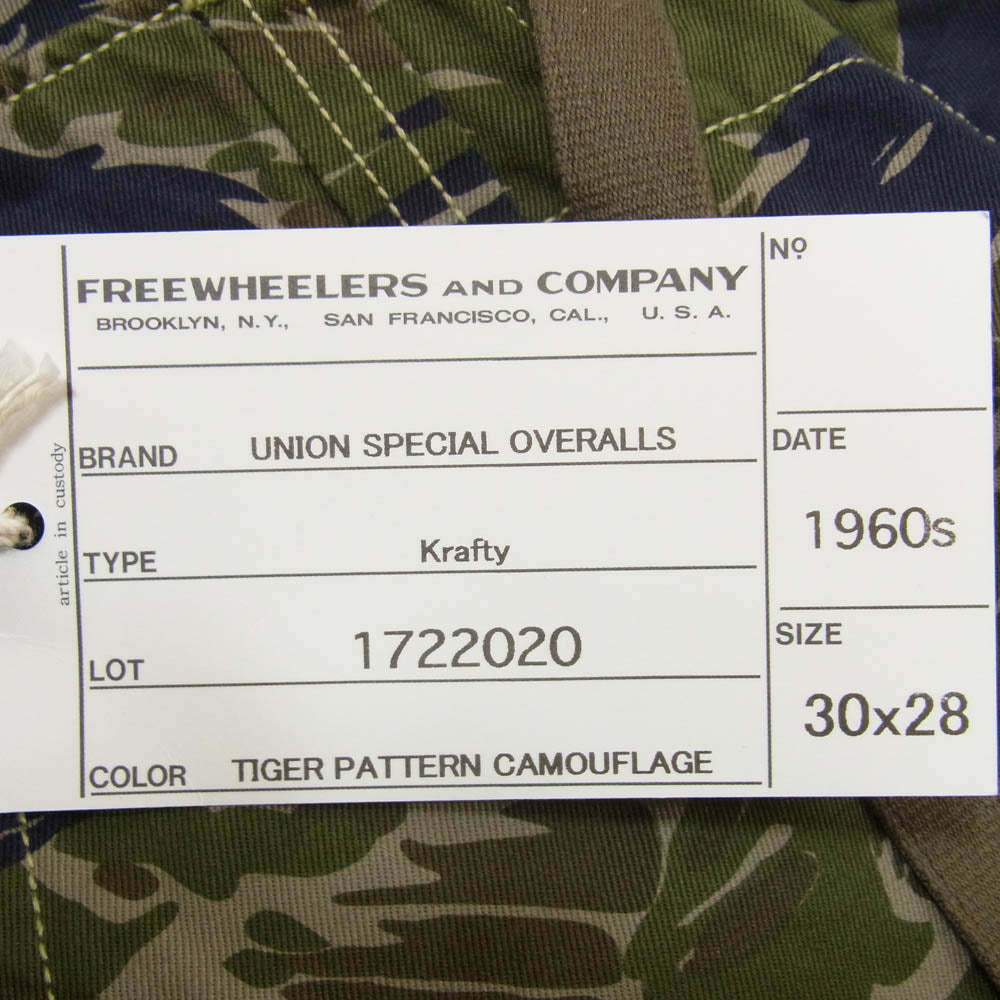 FREEWHEELERS AND COMPANY
BROOKLYN, N.Y., SAN FRANCISCO, CAL., U. S. A.
BRAND UNION SPECIAL OVERALLS
TYPE Krafty
LOT 1722020
COLOR TIGER PATTERN CAMOUFLAGE
Nº
DATE
1960s
SIZE
30x28
article in custody